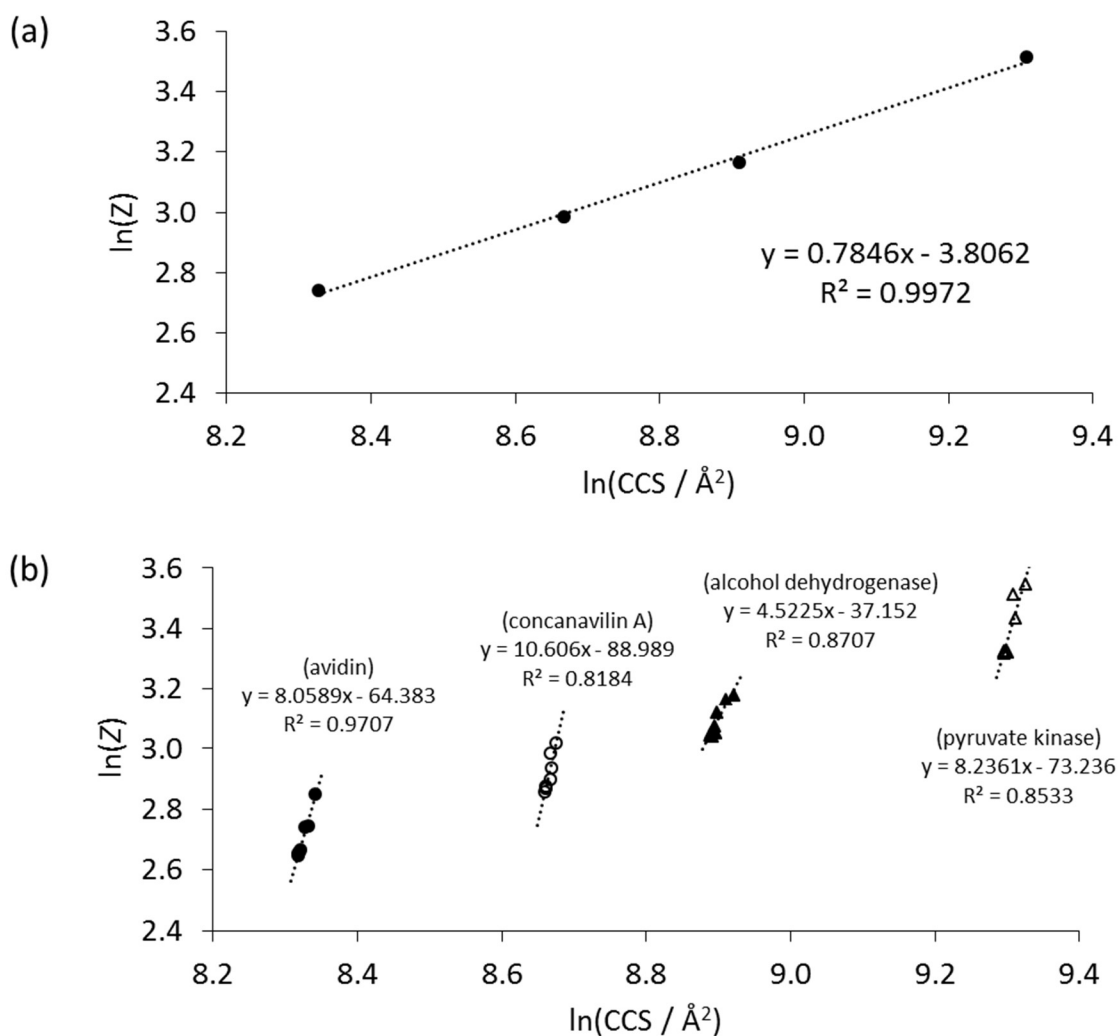 (a)
3.6
3.4
3.2
3.0
2.8
2.6
2.4
ln(Z)
y = 0.7846x - 3.8062
R² = 0.9972
8.2 8.4 8.6 8.8 9.0 9.2 9.4
ln(CCS / Å²)
(b)
3.6
3.4
3.2
3.0
2.8
2.6
2.4
ln(Z)
(avidin)
y = 8.0589x - 64.383
R² = 0.9707
(concanavilin A)
y = 10.606x - 88.989
R² = 0.8184
(alcohol dehydrogenase)
y = 4.5225x - 37.152
R² = 0.8707
(pyruvate kinase)
y = 8.2361x - 73.236
R² = 0.8533
8.2 8.4 8.6 8.8 9.0 9.2 9.4
ln(CCS / Å²)